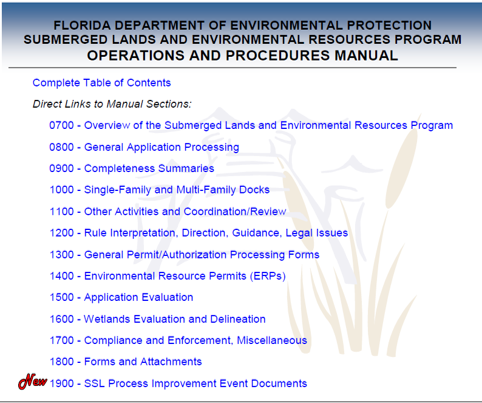 FLORIDA DEPARTMENT OF ENVIRONMENTAL PROTECTION
SUBMERGED LANDS AND ENVIRONMENTAL RESOURCES PROGRAM
OPERATIONS AND PROCEDURES MANUAL
Complete Table of Contents
Direct Links to Manual Sections:
0700 - Overview of the Submerged Lands and Environmental Resources Program
0800 - General Application Processing
0900 - Completeness Summaries
1000 - Single-Family and Multi-Family Docks
1100 - Other Activities and Coordination/Review
1200 - Rule Interpretation, Direction, Guidance, Legal Issues
1300 - General Permit/Authorization Processing Forms
1400 - Environmental Resource Permits (ERPs)
1500 - Application Evaluation
1600 - Wetlands Evaluation and Delineation
1700 - Compliance and Enforcement, Miscellaneous
1800 - Forms and Attachments
New 1900 - SSL Process Improvement Event Documents